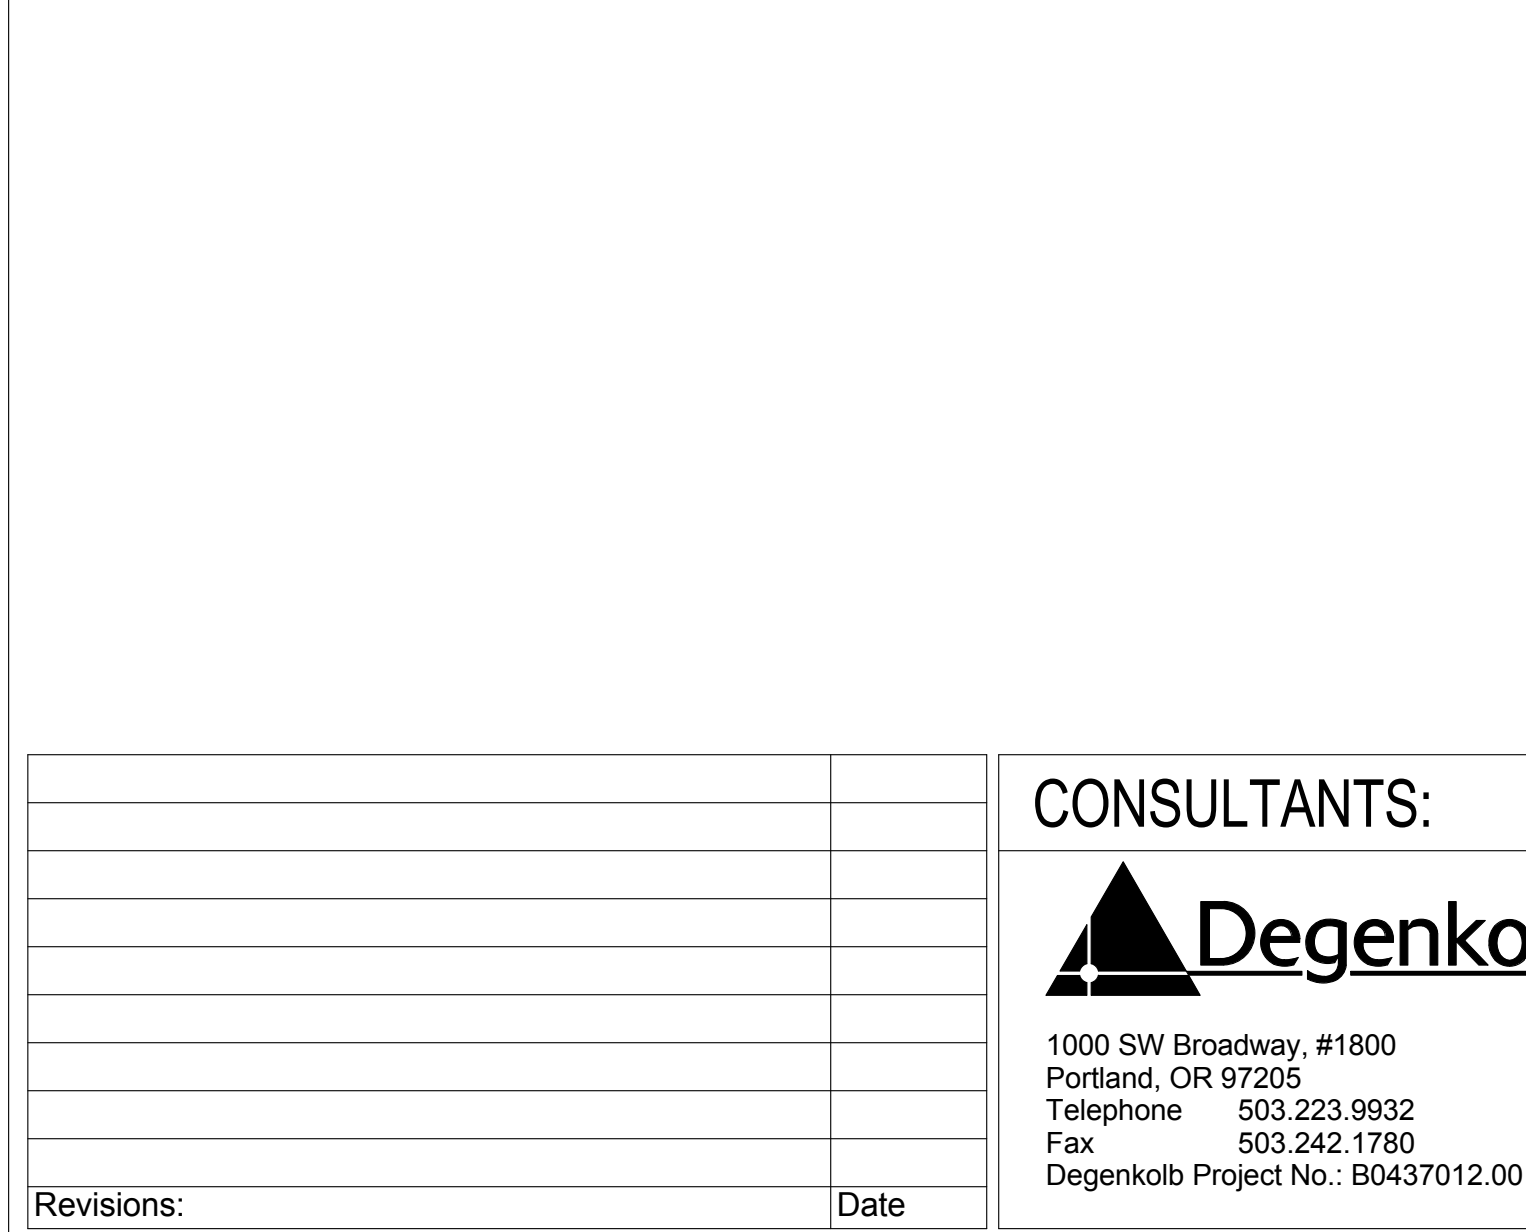 CONSULTANTS:
Degenko
1000 SW Broadway, #1800
Portland, OR 97205
Telephone 503.223.9932
Fax 503.242.1780
Degenkolb Project No.: B0437012.00
Revisions: Date